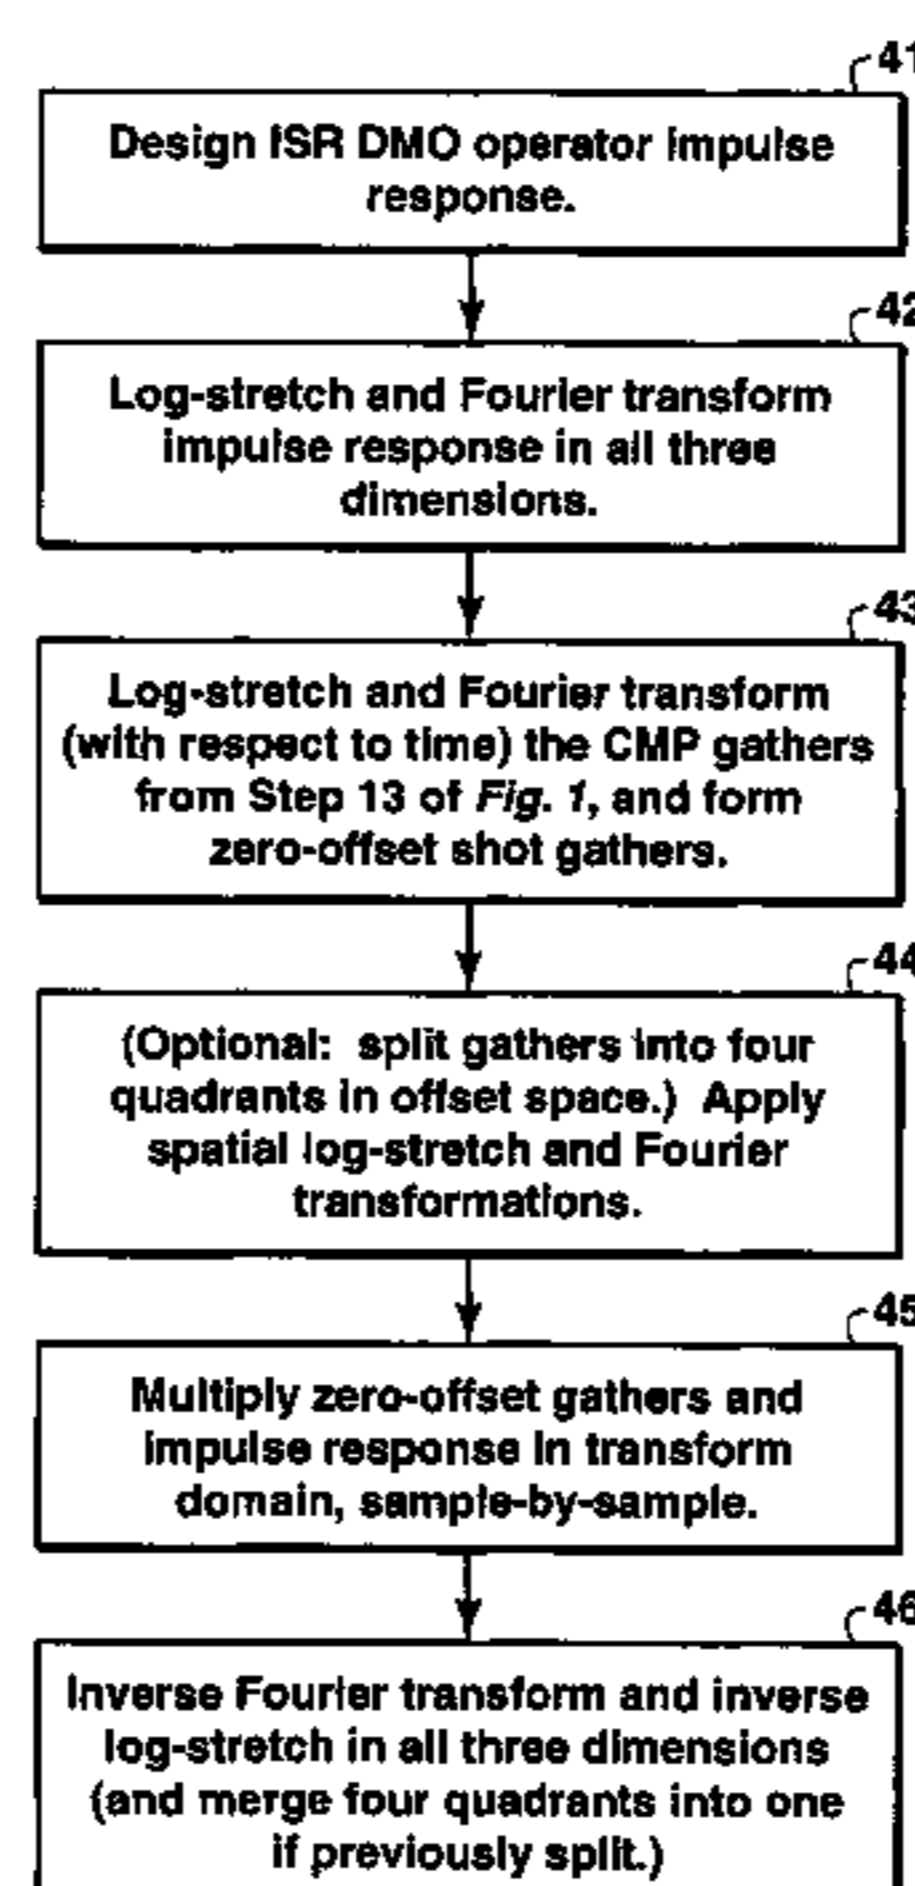 41
Design fSR DMO operator impulse
response.
42
Log-stretch and Fourier transform
impulse response in all three
dimensions.
43
Log-stretch and Fourier transform
(with respect to time) the CMP gathers
from Step 13 of Fig. 1, and form
zero-offset shot gathers.
44
(Optional: split gathers into four
quadrants in offset space.) Apply
spatial log-stretch and Fourier
transformations.
45
Multiply zero-offset gathers and
impulse response in transform
domain, sample-by-sample.
46
Inverse Fourier transform and inverse
log-stretch in all three dimensions
(and merge four quadrants into one
if previously split.)